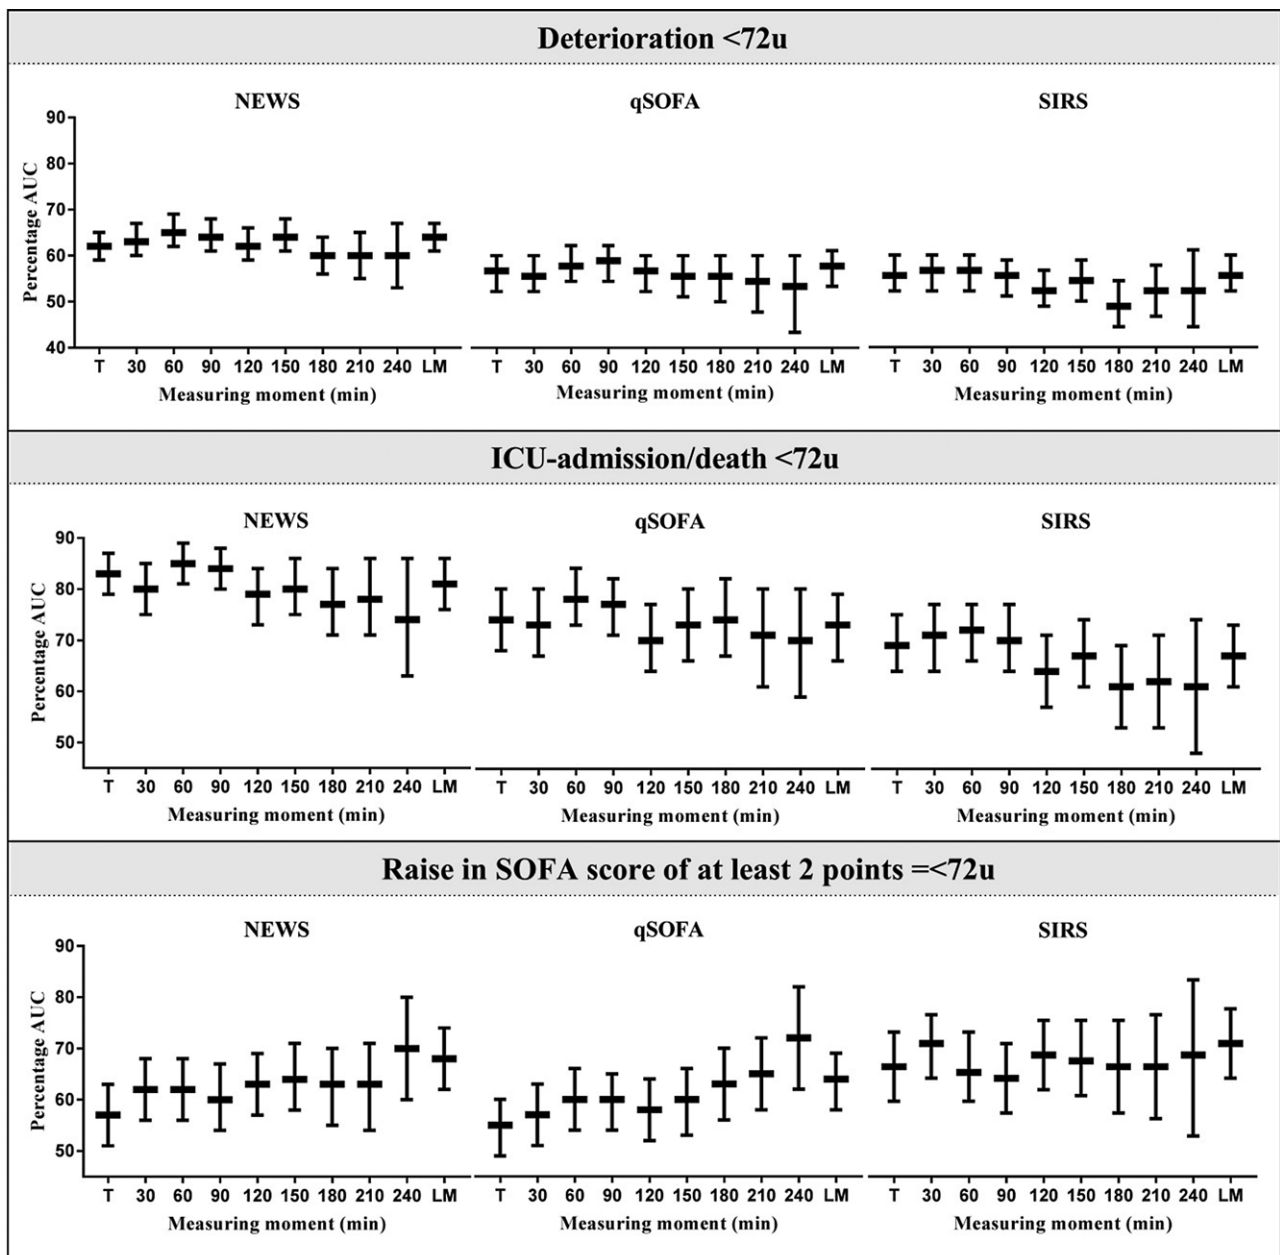 Deterioration <72u
NEWS
qSOFA
SIRS
Percentage AUC
90
80
70
60
50
40
T 30 60 90 120 150 180 210 240 LM
T 30 60 90 120 150 180 210 240 LM
T 30 60 90 120 150 180 210 240 LM
Measuring moment (min)
Measuring moment (min)
Measuring moment (min)
ICU-admission/death <72u
NEWS
qSOFA
SIRS
Percentage AUC
90
80
70
60
50
T 30 60 90 120 150 180 210 240 LM
T 30 60 90 120 150 180 210 240 LM
T 30 60 90 120 150 180 210 240 LM
Measuring moment (min)
Measuring moment (min)
Measuring moment (min)
Raise in SOFA score of at least 2 points =<72u
NEWS
qSOFA
SIRS
Percentage AUC
90
80
70
60
50
T 30 60 90 120 150 180 210 240 LM
T 30 60 90 120 150 180 210 240 LM
T 30 60 90 120 150 180 210 240 LM
Measuring moment (min)
Measuring moment (min)
Measuring moment (min)